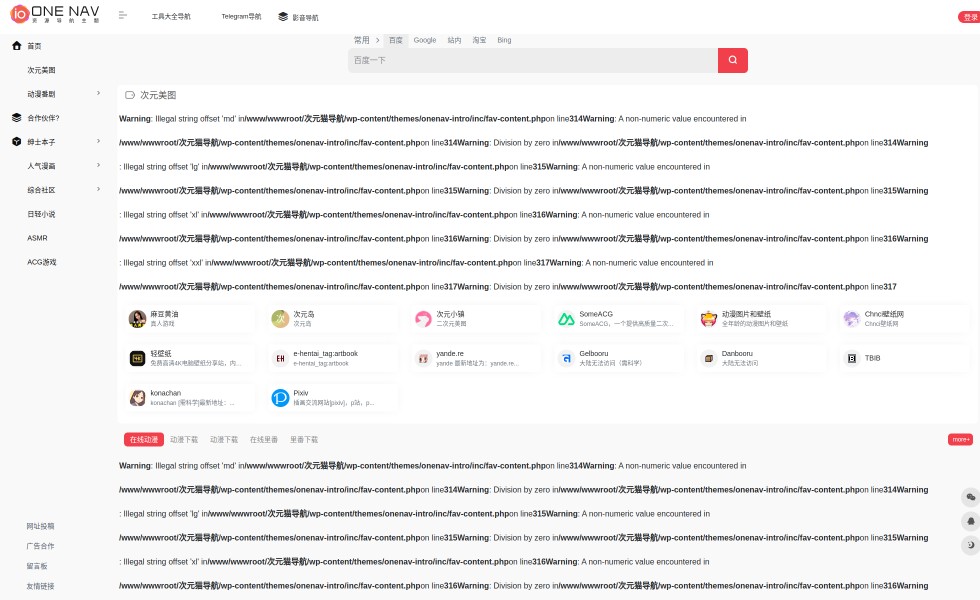 io ONE NAV
资源导航主题
工具大全导航
Telegram导航
影音导航
登录
首页
次元美图
动漫番剧
合作伙伴?
绅士本子
人气漫画
综合社区
日轻小说
ASMR
ACG游戏
网址投稿
广告合作
留言板
友情链接
常用 > 百度 Google 站内 淘宝 Bing
百度一下
次元美图
Warning: Illegal string offset 'md' in/www/wwwroot/次元猫导航/wp-content/themes/onenav-intro/inc/fav-content.phpon line314Warning: A non-numeric value encountered in
/www/wwwroot/次元猫导航/wp-content/themes/onenav-intro/inc/fav-content.phpon line314Warning: Division by zero in/www/wwwroot/次元猫导航/wp-content/themes/onenav-intro/inc/fav-content.phpon line314Warning
: Illegal string offset 'lg' in/www/wwwroot/次元猫导航/wp-content/themes/onenav-intro/inc/fav-content.phpon line315Warning: A non-numeric value encountered in
/www/wwwroot/次元猫导航/wp-content/themes/onenav-intro/inc/fav-content.phpon line315Warning: Division by zero in/www/wwwroot/次元猫导航/wp-content/themes/onenav-intro/inc/fav-content.phpon line315Warning
: Illegal string offset 'xl' in/www/wwwroot/次元猫导航/wp-content/themes/onenav-intro/inc/fav-content.phpon line316Warning: A non-numeric value encountered in
/www/wwwroot/次元猫导航/wp-content/themes/onenav-intro/inc/fav-content.phpon line316Warning: Division by zero in/www/wwwroot/次元猫导航/wp-content/themes/onenav-intro/inc/fav-content.phpon line316Warning
: Illegal string offset 'xxl' in/www/wwwroot/次元猫导航/wp-content/themes/onenav-intro/inc/fav-content.phpon line317Warning: A non-numeric value encountered in
/www/wwwroot/次元猫导航/wp-content/themes/onenav-intro/inc/fav-content.phpon line317Warning: Division by zero in/www/wwwroot/次元猫导航/wp-content/themes/onenav-intro/inc/fav-content.phpon line317
麻豆黄油
真人游戏
次元岛
次元岛
次元小镇
二次元美图
SomeACG
SomeACG，一个提供高质量二次...
动漫图片和壁纸
全年龄的动漫图片和壁纸
Chnci壁纸网
Chnci壁纸网
轻壁纸
免费高清4K电脑壁纸分享站，内...
e-hentai_tag:artbook
e-hentai_tag:artbook
yande.re
yande 最新地址为：yande.re...
Gelbooru
大陆无法访问（需科学）
Danbooru
大陆无法访问
TBIB
konachan
konachan [需科学]最新地址：...
Pixiv
插画交流网站[pixiv]，p站，p...
在线动漫 动漫下载 动漫下载 在线里番 里番下载
more+
Warning: Illegal string offset 'md' in/www/wwwroot/次元猫导航/wp-content/themes/onenav-intro/inc/fav-content.phpon line314Warning: A non-numeric value encountered in
/www/wwwroot/次元猫导航/wp-content/themes/onenav-intro/inc/fav-content.phpon line314Warning: Division by zero in/www/wwwroot/次元猫导航/wp-content/themes/onenav-intro/inc/fav-content.phpon line314Warning
: Illegal string offset 'lg' in/www/wwwroot/次元猫导航/wp-content/themes/onenav-intro/inc/fav-content.phpon line315Warning: A non-numeric value encountered in
/www/wwwroot/次元猫导航/wp-content/themes/onenav-intro/inc/fav-content.phpon line315Warning: Division by zero in/www/wwwroot/次元猫导航/wp-content/themes/onenav-intro/inc/fav-content.phpon line315Warning
: Illegal string offset 'xl' in/www/wwwroot/次元猫导航/wp-content/themes/onenav-intro/inc/fav-content.phpon line316Warning: A non-numeric value encountered in
/www/wwwroot/次元猫导航/wp-content/themes/onenav-intro/inc/fav-content.phpon line316Warning: Division by zero in/www/wwwroot/次元猫导航/wp-content/themes/onenav-intro/inc/fav-content.phpon line316Warning